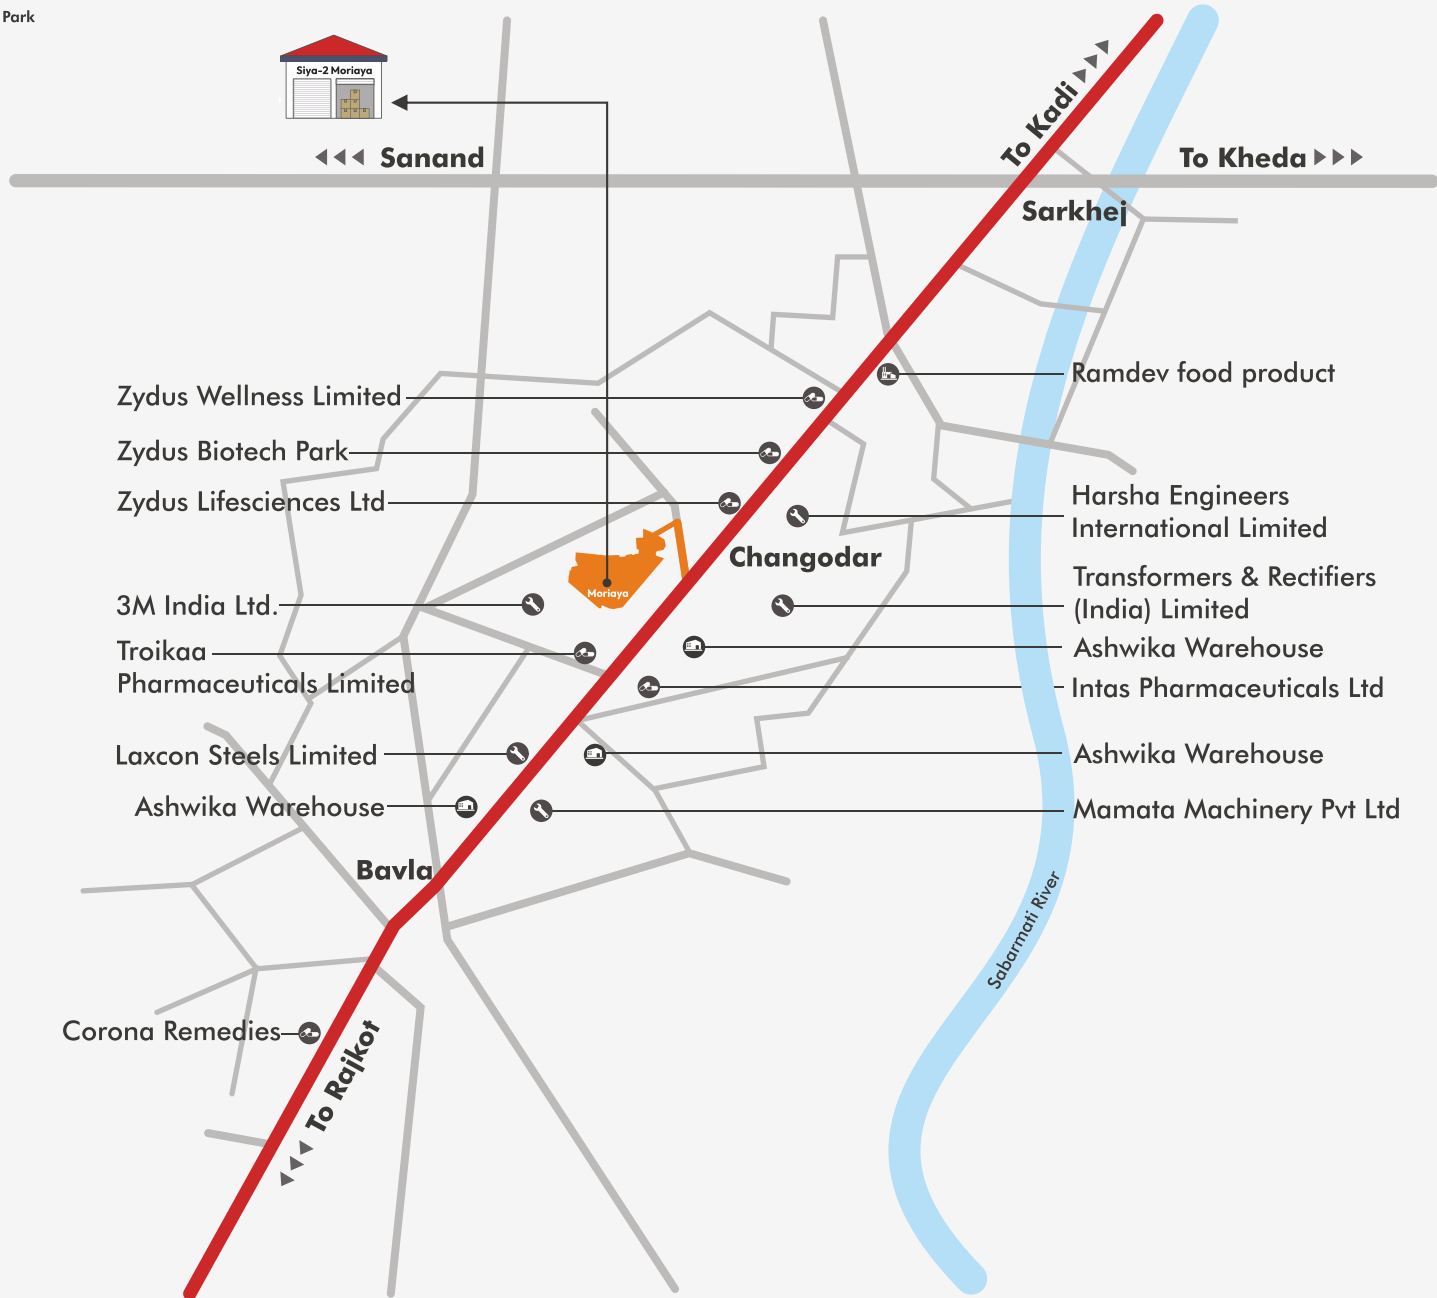 Park
Siya-2 Moriaya
Sanand
To Kadi
To Kheda
Sarkhej
Zydus Wellness Limited
Ramdev food product
Zydus Biotech Park
Zydus Lifesciences Ltd
Harsha Engineers
International Limited
Changodar
Moriaya
3M India Ltd.
Transformers & Rectifiers
(India) Limited
Troikaa
Pharmaceuticals Limited
Ashwika Warehouse
Intas Pharmaceuticals Ltd
Laxcon Steels Limited
Ashwika Warehouse
Ashwika Warehouse
Mamata Machinery Pvt Ltd
Bavla
Sabarmati River
Corona Remedies
To Rajkot